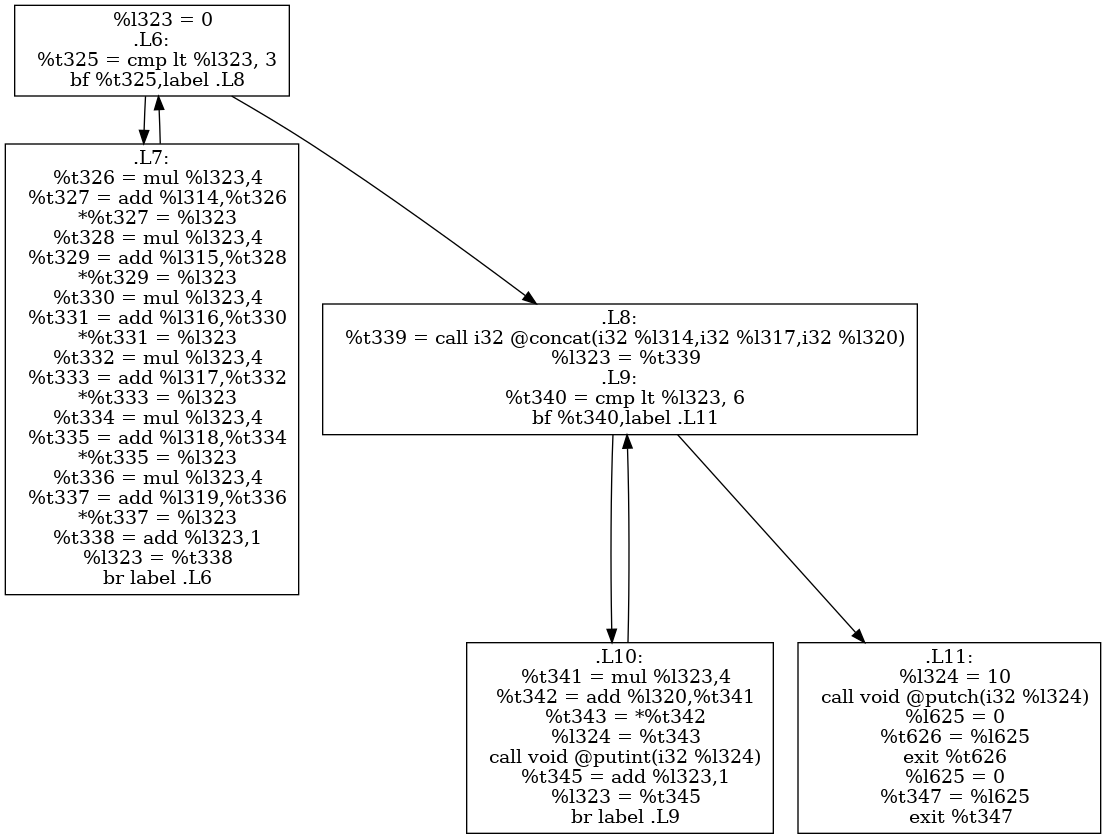 %l323 = 0
.L6:
%t325 = cmp lt %l323, 3
bf %t325,label .L8
.L7:
%t326 = mul %l323,4
%t327 = add %l314,%t326
*%t327 = %l323
%t328 = mul %l323,4
%t329 = add %l315,%t328
*%t329 = %l323
%t330 = mul %l323,4
%t331 = add %l316,%t330
*%t331 = %l323
%t332 = mul %l323,4
%t333 = add %l317,%t332
*%t333 = %l323
%t334 = mul %l323,4
%t335 = add %l318,%t334
*%t335 = %l323
%t336 = mul %l323,4
%t337 = add %l319,%t336
*%t337 = %l323
%t338 = add %l323,1
%l323 = %t338
br label .L6
.L8:
%t339 = call i32 @concat(i32 %l314,i32 %l317,i32 %l320)
%l323 = %t339
.L9:
%t340 = cmp lt %l323, 6
bf %t340,label .L11
.L10:
%t341 = mul %l323,4
%t342 = add %l320,%t341
%t343 = *%t342
%l324 = %t343
call void @putint(i32 %l324)
%t345 = add %l323,1
%l323 = %t345
br label .L9
.L11:
%l324 = 10
call void @putch(i32 %l324)
%l625 = 0
%t626 = %l625
exit %t626
%l625 = 0
%t347 = %l625
exit %t347